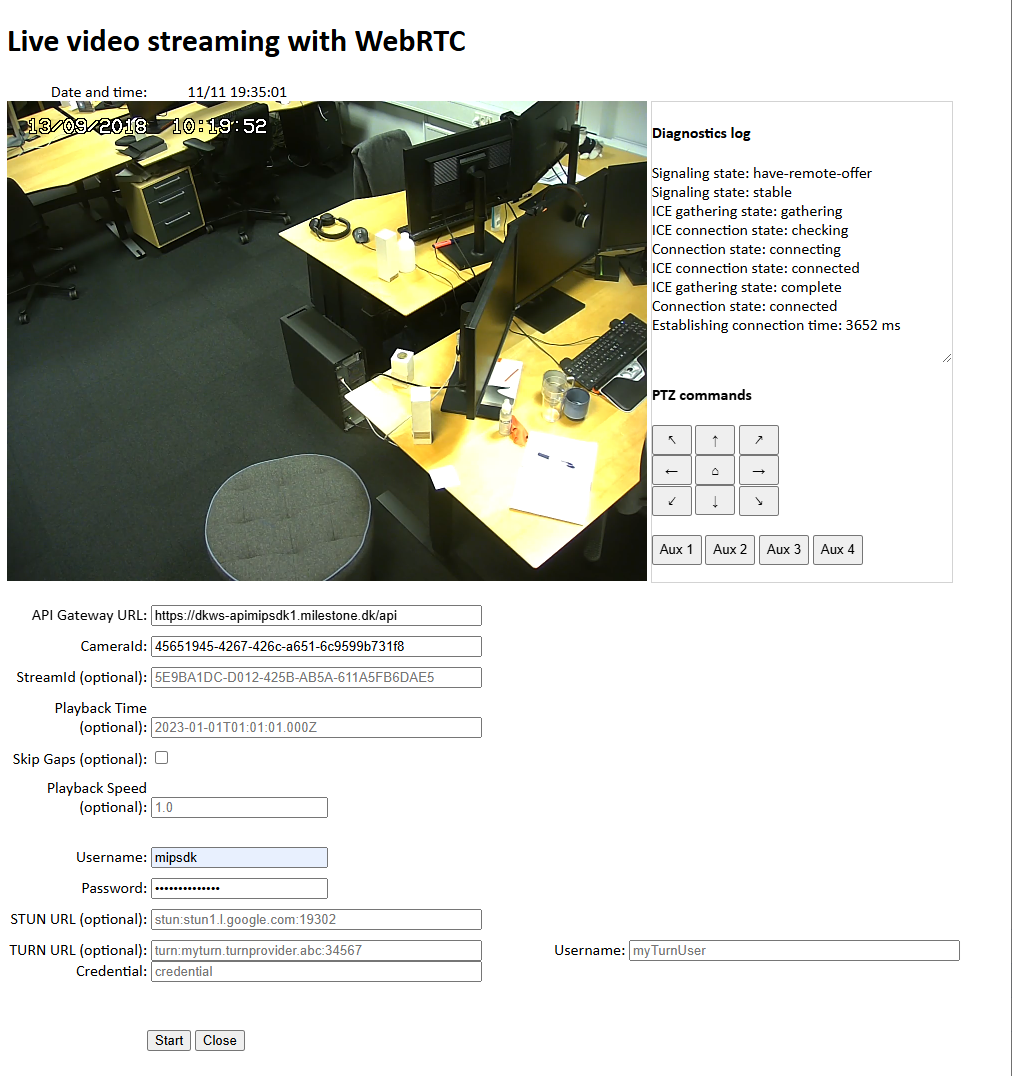 Live video streaming with WebRTC
Date and time: 11/11 19:35:01
13/09/2018 10:19:52
Diagnostics log
Signaling state: have-remote-offer
Signaling state: stable
ICE gathering state: gathering
ICE connection state: checking
Connection state: connecting
ICE connection state: connected
ICE gathering state: complete
Connection state: connected
Establishing connection time: 3652 ms
PTZ commands
↖ ↑ ↗
← ⌂ →
↙ ↓ ↘
Aux 1 Aux 2 Aux 3 Aux 4
API Gateway URL: https://dkws-apimipsdk1.milestone.dk/api
CameraId: 45651945-4267-426c-a651-6c9599b731f8
StreamId (optional): 5E9BA1DC-D012-425B-AB5A-611A5FB6DAE5
Playback Time
(optional): 2023-01-01T01:01:01.000Z
Skip Gaps (optional):
Playback Speed
(optional): 1.0
Username: mipsdk
Password: ••••••••••••••
STUN URL (optional): stun:stun1.l.google.com:19302
TURN URL (optional): turn:myturn.turnprovider.abc:34567 Username: myTurnUser
Credential: credential
Start Close